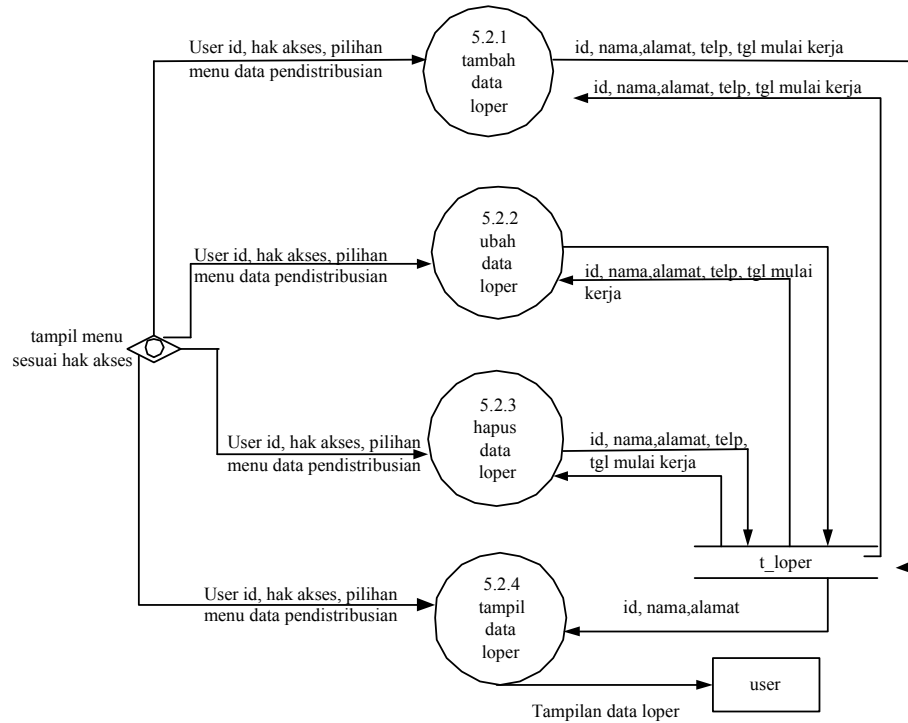 User id, hak akses, pilihan
menu data pendistribusian
5.2.1
tambah
data
loper
id, nama,alamat, telp, tgl mulai kerja
id, nama,alamat, telp, tgl mulai kerja
User id, hak akses, pilihan
menu data pendistribusian
5.2.2
ubah
data
loper
id, nama,alamat, telp, tgl mulai
kerja
tampil menu
sesuai hak akses
User id, hak akses, pilihan
menu data pendistribusian
5.2.3
hapus
data
loper
id, nama,alamat, telp,
tgl mulai kerja
t_loper
User id, hak akses, pilihan
menu data pendistribusian
5.2.4
tampil
data
loper
id, nama,alamat
user
Tampilan data loper